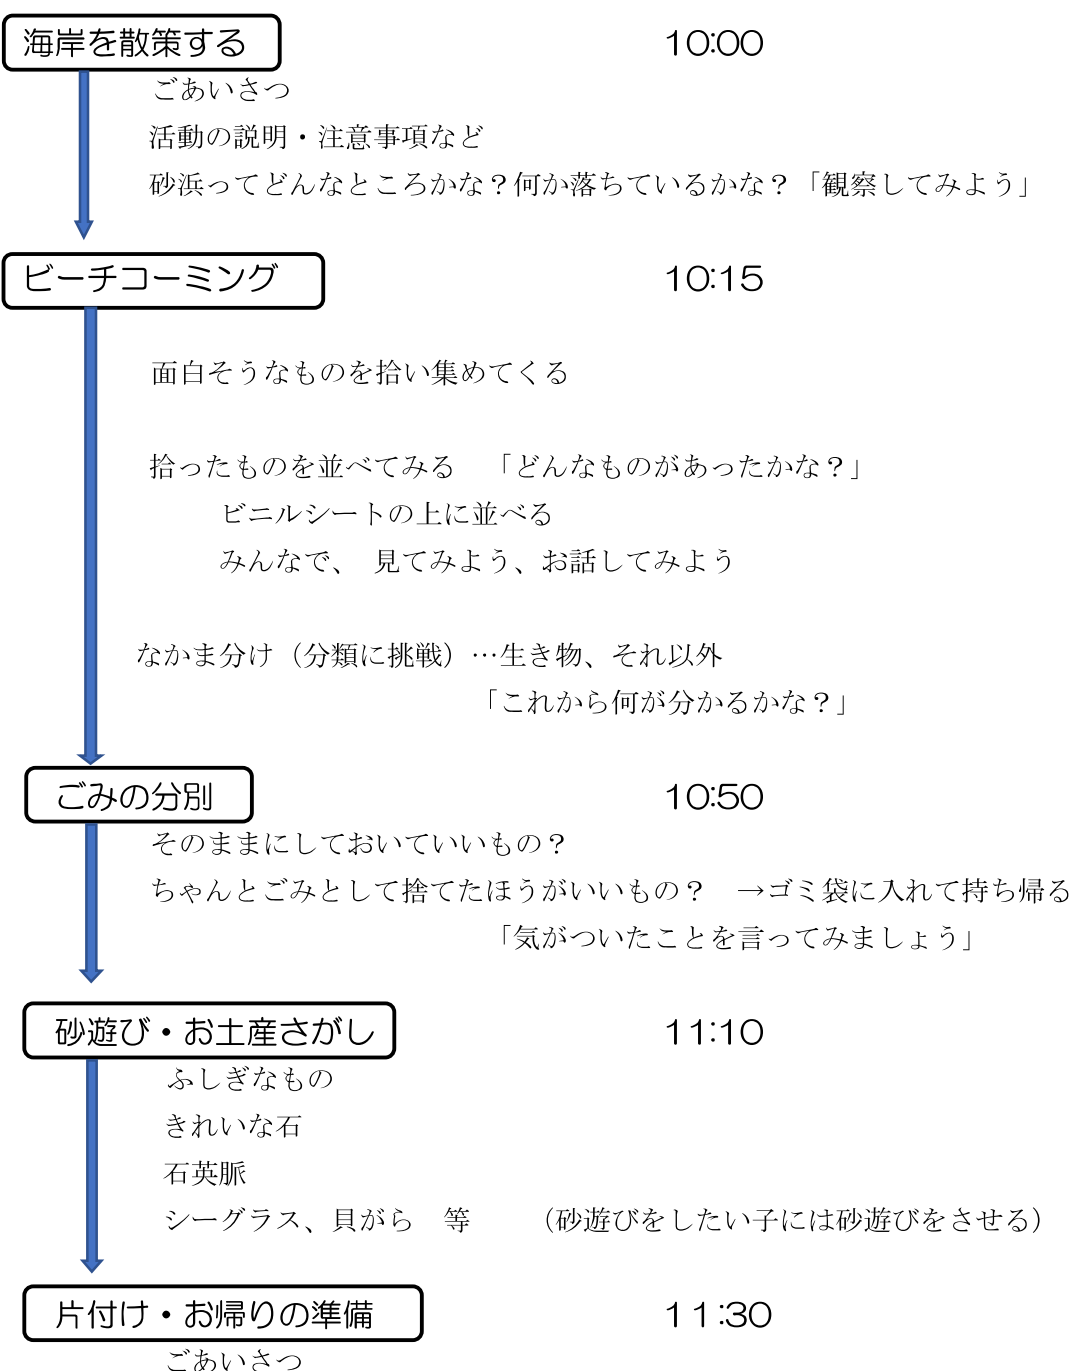 海岸を散策する 10:00
ごあいさつ
活動の説明・注意事項など
砂浜ってどんなところかな？何か落ちているかな？「観察してみよう」
ビーチコーミング 10:15
面白そうなものを拾い集めてくる
拾ったものを並べてみる 「どんなものがあったかな？」
ビニルシートの上に並べる
みんなで、 見てみよう、お話してみよう
なかま分け（分類に挑戦）…生き物、それ以外
「これから何が分かるかな？」
ごみの分別 10:50
そのままにしておいていいもの？
ちゃんとごみとして捨てたほうがいいもの？ →ゴミ袋に入れて持ち帰る
「気がついたことを言ってみましょう」
砂遊び・お土産さがし 11:10
ふしぎなもの
きれいな石
石英脈
シーグラス、貝がら 等 （砂遊びをしたい子には砂遊びをさせる）
片付け・お帰りの準備 11:30
ごあいさつ